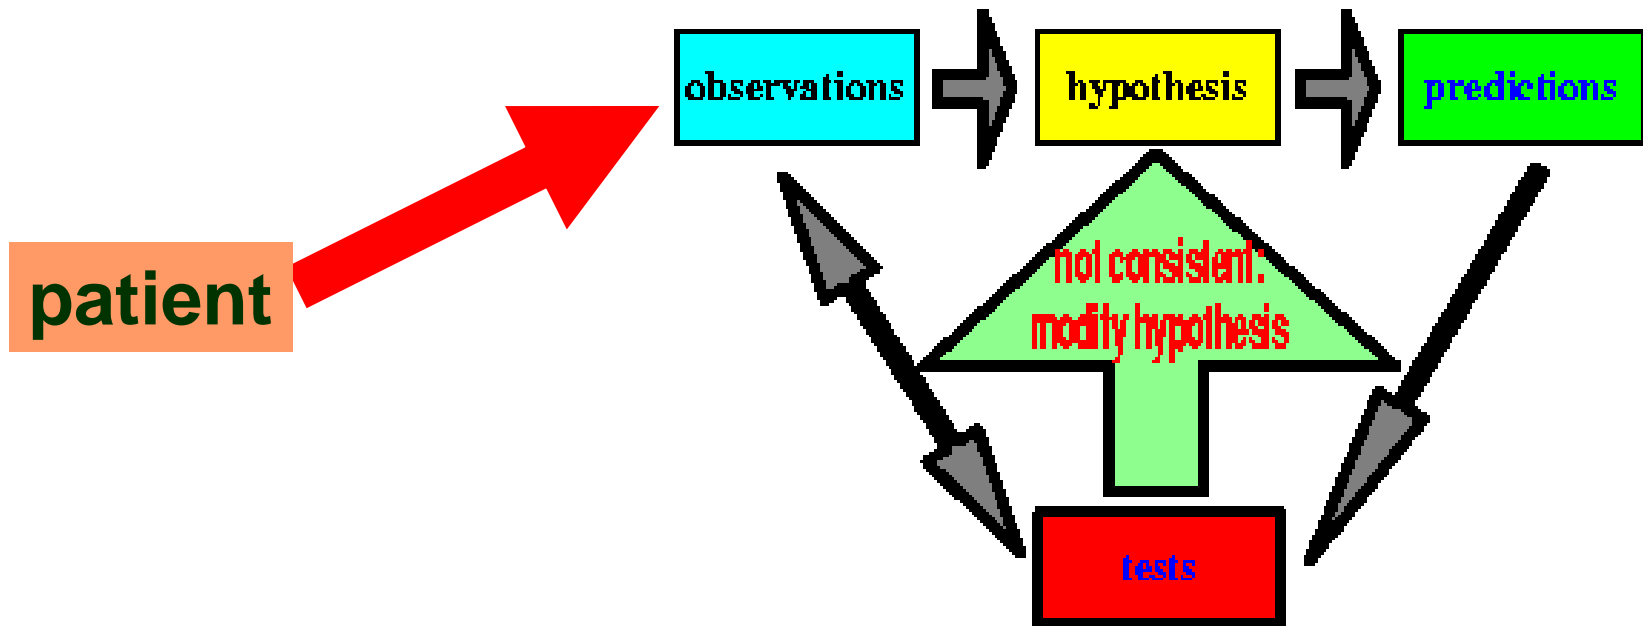 observations
hypothesis
predictions
not consistent:
modify hypothesis
patient
tests